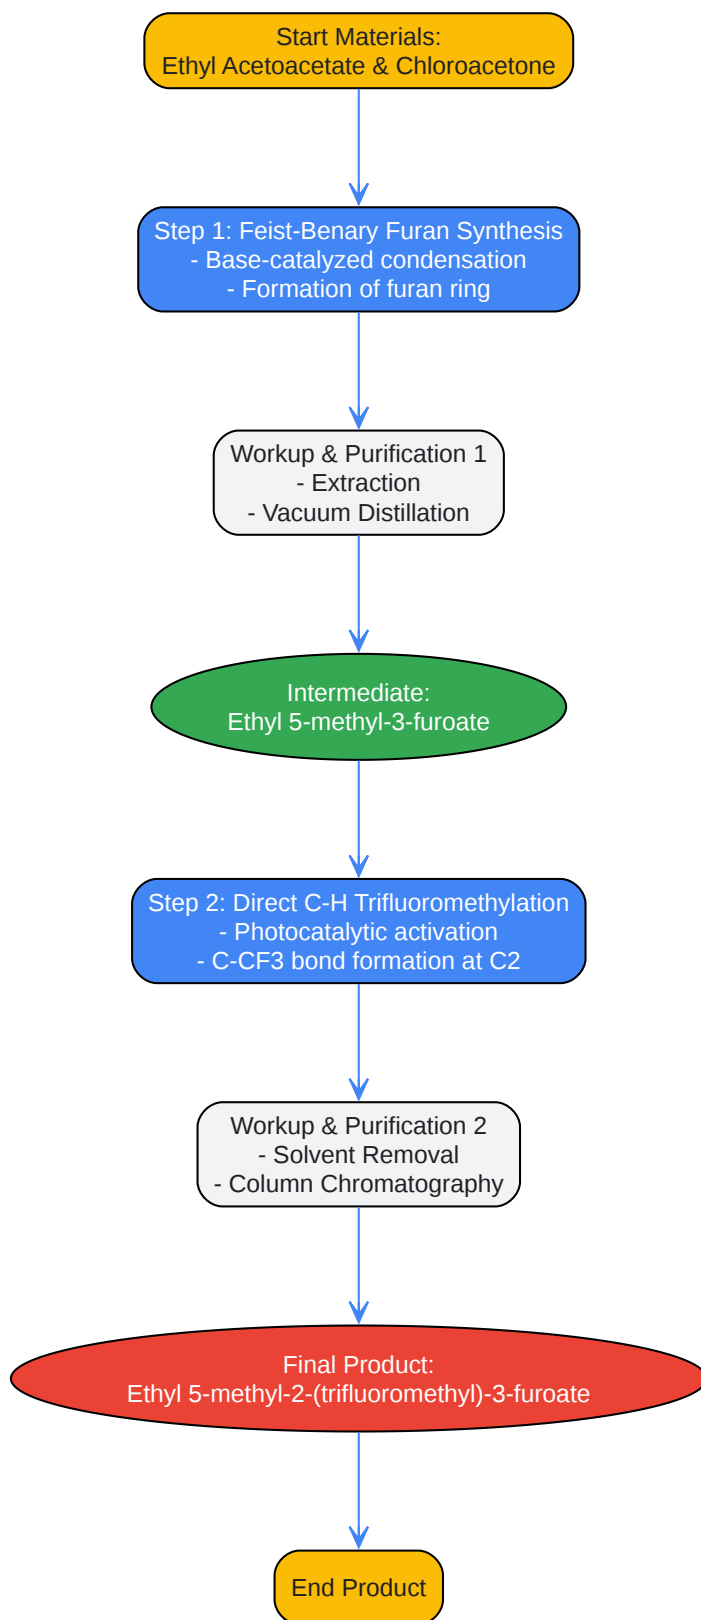 Start Materials:
Ethyl Acetoacetate & Chloroacetone
Step 1: Feist-Benary Furan Synthesis
- Base-catalyzed condensation
- Formation of furan ring
Workup & Purification 1
- Extraction
- Vacuum Distillation
Intermediate:
Ethyl 5-methyl-3-furoate
Step 2: Direct C-H Trifluoromethylation
- Photocatalytic activation
- C-CF3 bond formation at C2
Workup & Purification 2
- Solvent Removal
- Column Chromatography
Final Product:
Ethyl 5-methyl-2-(trifluoromethyl)-3-furoate
End Product